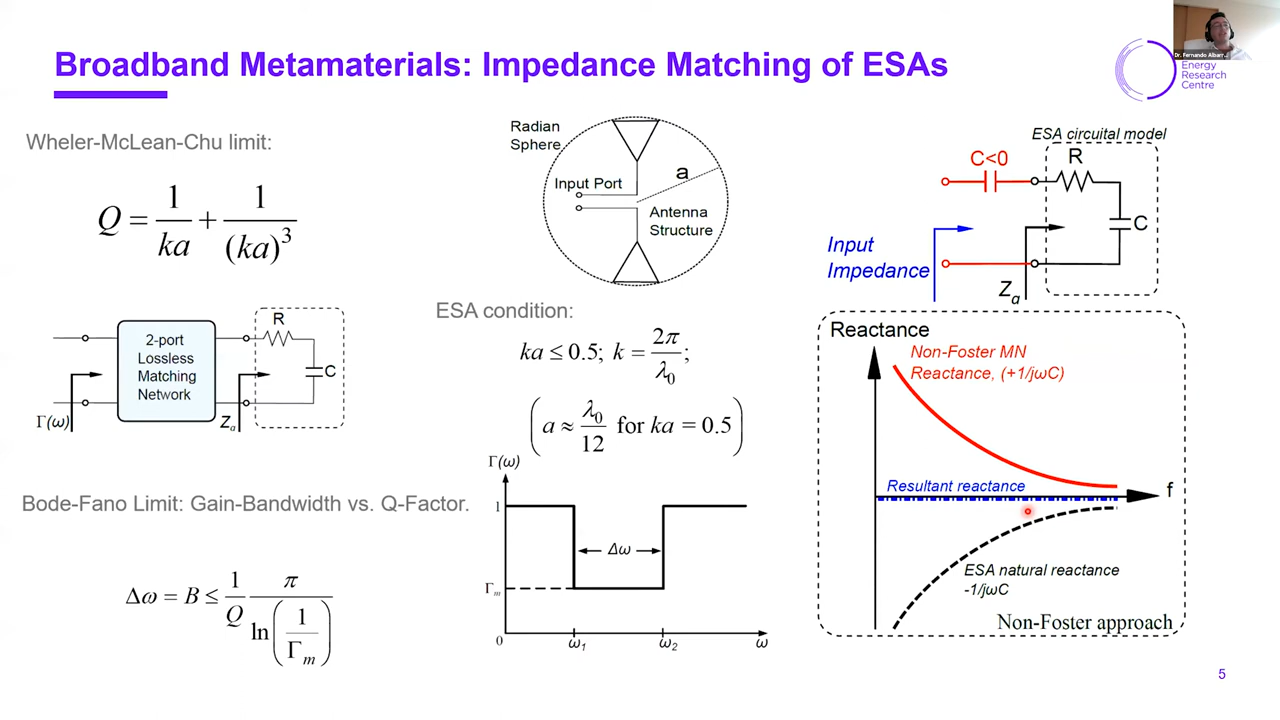 Broadband Metamaterials: Impedance Matching of ESAs
Dr. Fernando Albarr...
Energy
Research
Centre
Wheler-McLean-Chu limit:
Q = 1/ka + 1/(ka)³
Radian
Sphere
Input Port
a
Antenna
Structure
ESA circuital model
C<0
R
C
Input
Impedance
Zₐ
2-port
Lossless
Matching
Network
R
C
Γ(ω)
Zₐ
ESA condition:
ka ≤ 0.5; k = 2π/λ₀;
(a ≈ λ₀/12 for ka = 0.5)
Bode-Fano Limit: Gain-Bandwidth vs. Q-Factor.
Δω = B ≤ 1/Q π/ln(1/Γₘ)
Γ(ω)
1
Δω
Γₘ
0
ω₁
ω₂
ω
Reactance
Non-Foster MN
Reactance, (+1/jωC)
Resultant reactance
f
ESA natural reactance
-1/jωC
Non-Foster approach
5